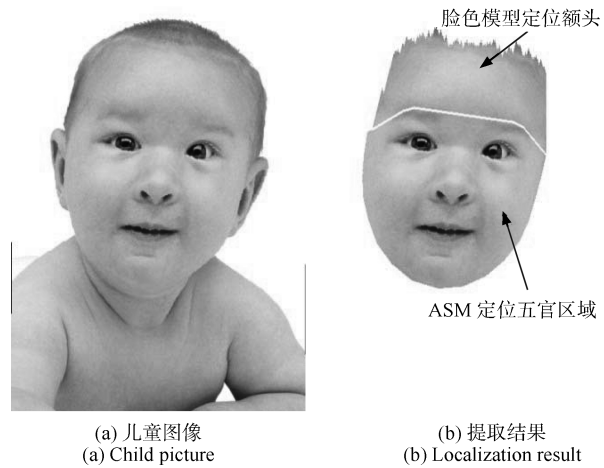 脸色模型定位额头
ASM 定位五官区域
(a) 儿童图像
(a) Child picture
(b) 提取结果
(b) Localization result